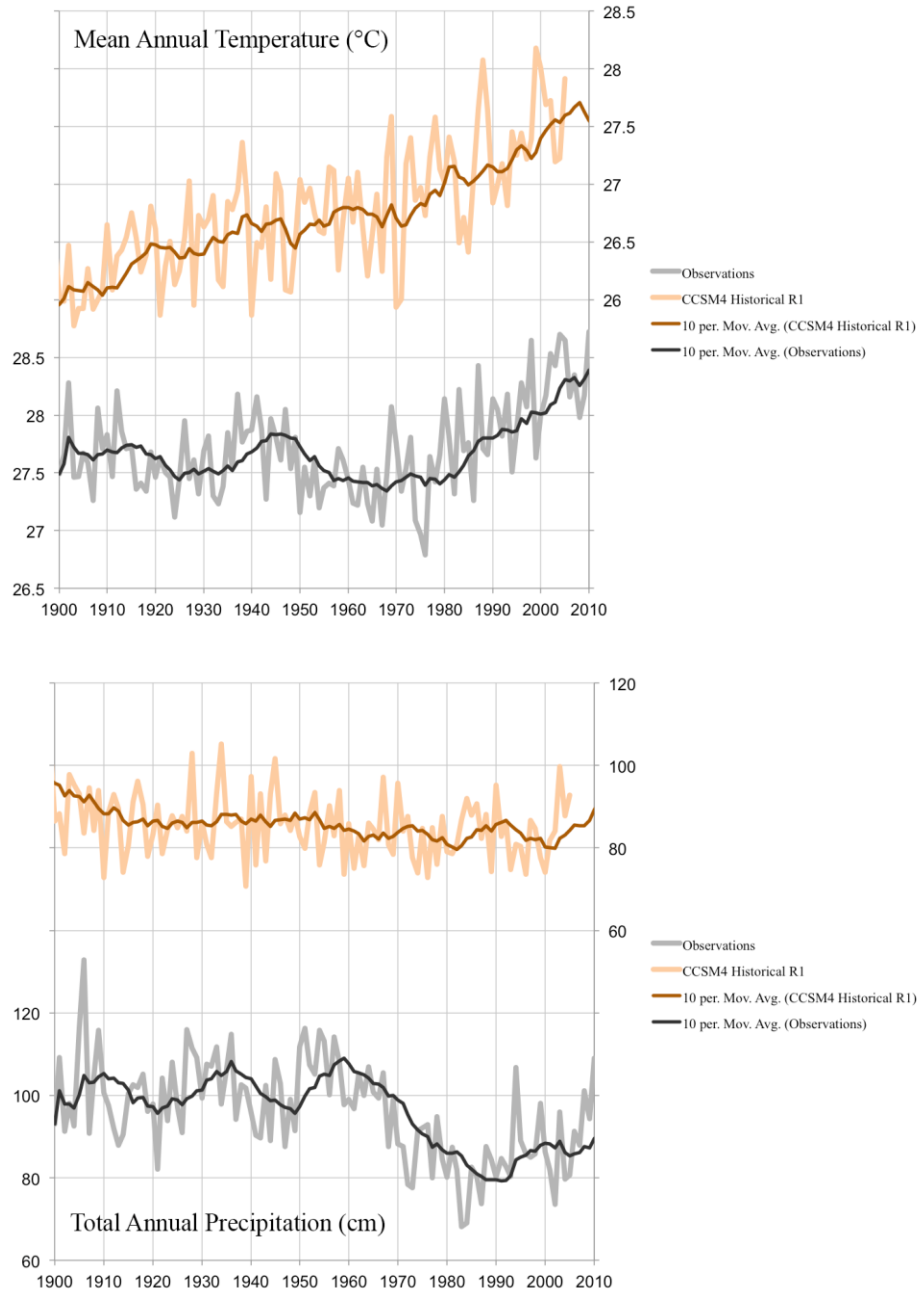 Mean Annual Temperature (°C)
28.5
28
27.5
27
26.5
26
28.5
28
27.5
27
26.5
1900 1910 1920 1930 1940 1950 1960 1970 1980 1990 2000 2010
Observations
CCSM4 Historical R1
10 per. Mov. Avg. (CCSM4 Historical R1)
10 per. Mov. Avg. (Observations)
120
100
80
60
120
100
80
60
Total Annual Precipitation (cm)
1900 1910 1920 1930 1940 1950 1960 1970 1980 1990 2000 2010
Observations
CCSM4 Historical R1
10 per. Mov. Avg. (CCSM4 Historical R1)
10 per. Mov. Avg. (Observations)